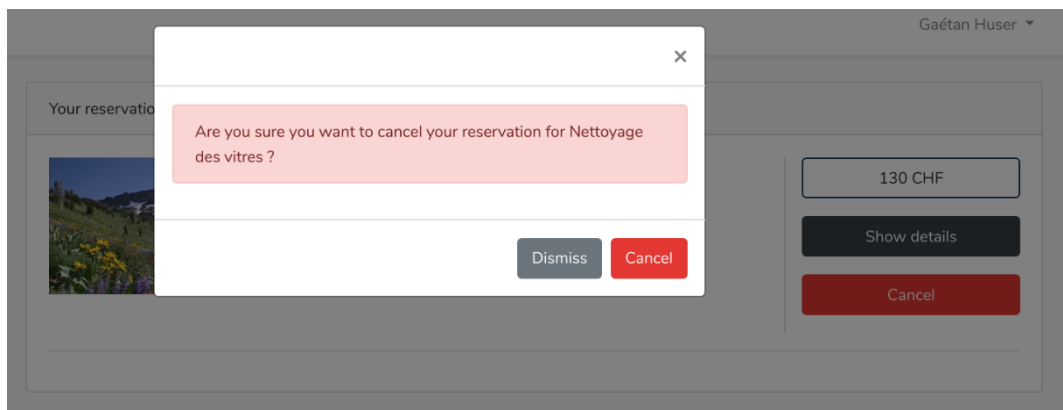 Gaétan Huser
×
Your reservatio
Are you sure you want to cancel your reservation for Nettoyage
des vitres ?
130 CHF
Show details
Dismiss
Cancel
Cancel